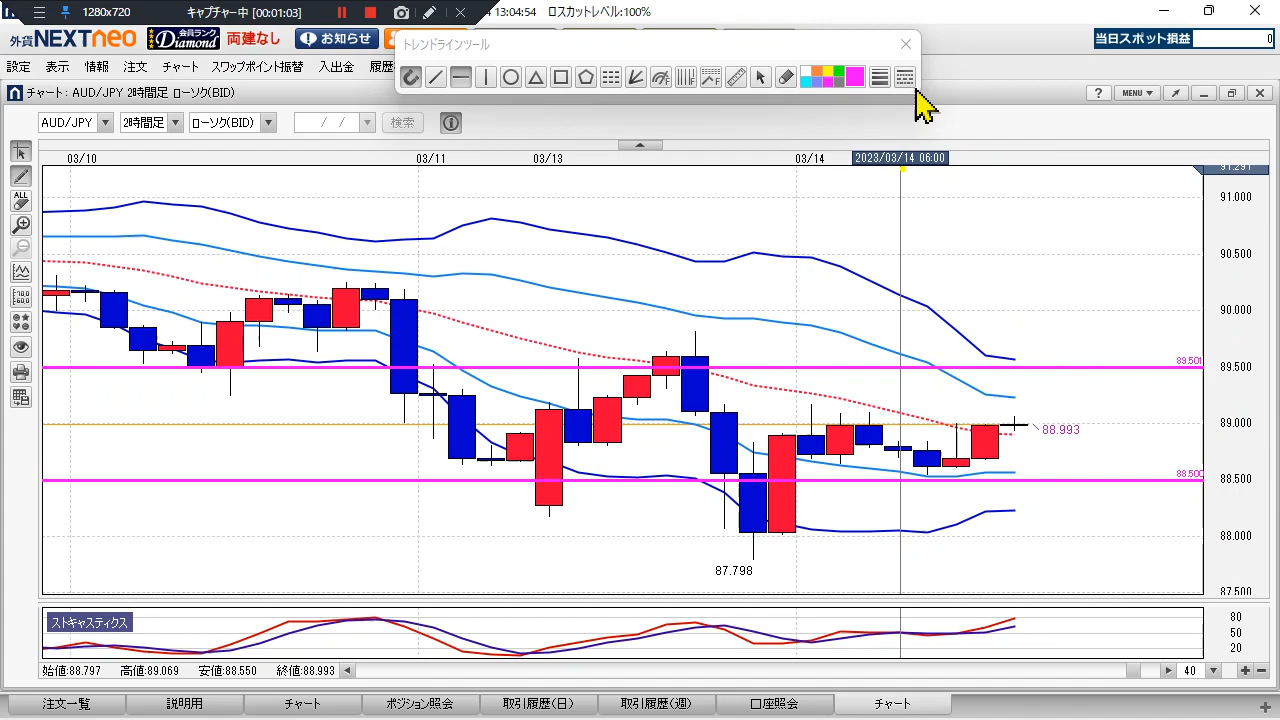 1280x720 キャプチャー中 [00:01:03] 13:04:54 ロスカットレベル:100%
外貨NEXTneo 会員ランク Diamond 両建なし お知らせ 当日スポット損益 0
トレンドラインツール
設定 表示 情報 注文 チャート スワップポイント振替 入出金 履歴
チャート : AUD/JPY 2時間足 ローソク(BID) ? MENU
AUD/JPY 2時間足 ローソク(BID) / / 検索
03/10 03/11 03/13 03/14 2023/03/14 06:00
ALL
91.291
91.000
90.500
90.000
89.501
89.500
89.000
88.993
88.500
88.500
88.000
87.798
87.500
ストキャスティクス
80
50
20
始値:88.797 高値:89.069 安値:88.550 終値:88.993 40
注文一覧 説明用 チャート ポジション照会 取引履歴(日) 取引履歴(週) 口座照会 チャート